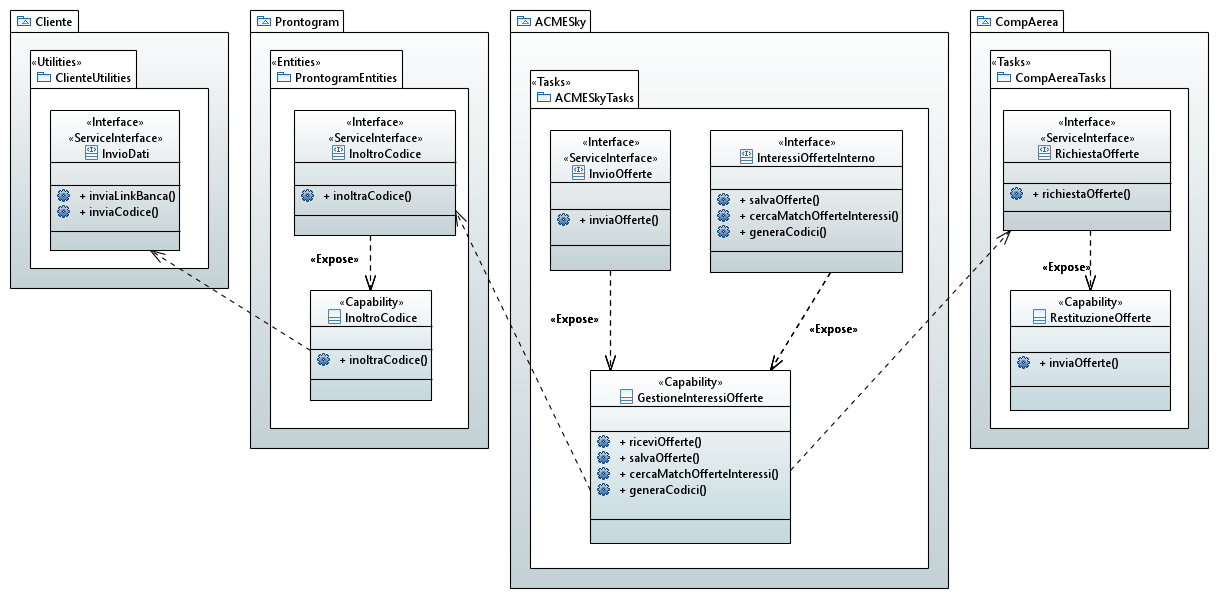 Cliente
«Utilities»
ClienteUtilities
«Interface»
«ServiceInterface»
InvioDati
+ inviaLinkBanca()
+ inviaCodice()
Prontogram
«Entities»
ProntogramEntities
«Interface»
«ServiceInterface»
InoltroCodice
+ inoltraCodice()
«Expose»
«Capability»
InoltroCodice
+ inoltraCodice()
ACMESky
«Tasks»
ACMESkyTasks
«Interface»
«ServiceInterface»
InvioOfferte
+ inviaOfferte()
«Interface»
InteressiOfferteInterno
+ salvaOfferte()
+ cercaMatchOfferteInteressi()
+ generaCodici()
«Expose»
«Expose»
«Capability»
GestioneInteressiOfferte
+ riceviOfferte()
+ salvaOfferte()
+ cercaMatchOfferteInteressi()
+ generaCodici()
CompAerea
«Tasks»
CompAereaTasks
«Interface»
«ServiceInterface»
RichiestaOfferte
+ richiestaOfferte()
«Expose»
«Capability»
RestituzioneOfferte
+ inviaOfferte()